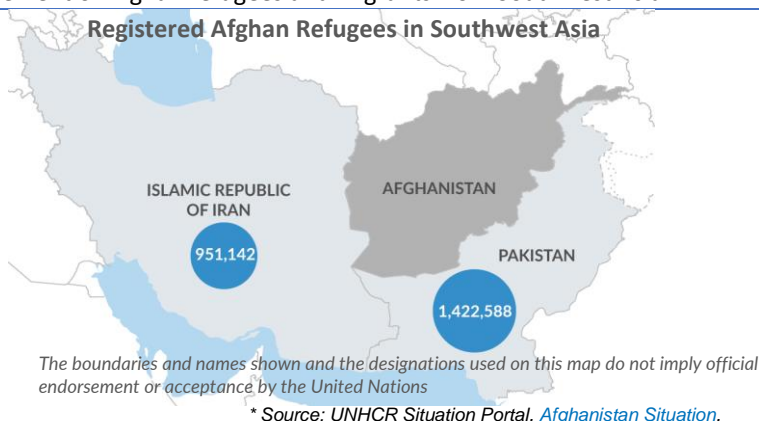 Registered Afghan Refugees in Southwest Asia
ISLAMIC REPUBLIC
OF IRAN
951,142
AFGHANISTAN
PAKISTAN
1,422,588
The boundaries and names shown and the designations used on this map do not imply official
endorsement or acceptance by the United Nations
* Source: UNHCR Situation Portal. Afghanistan Situation.